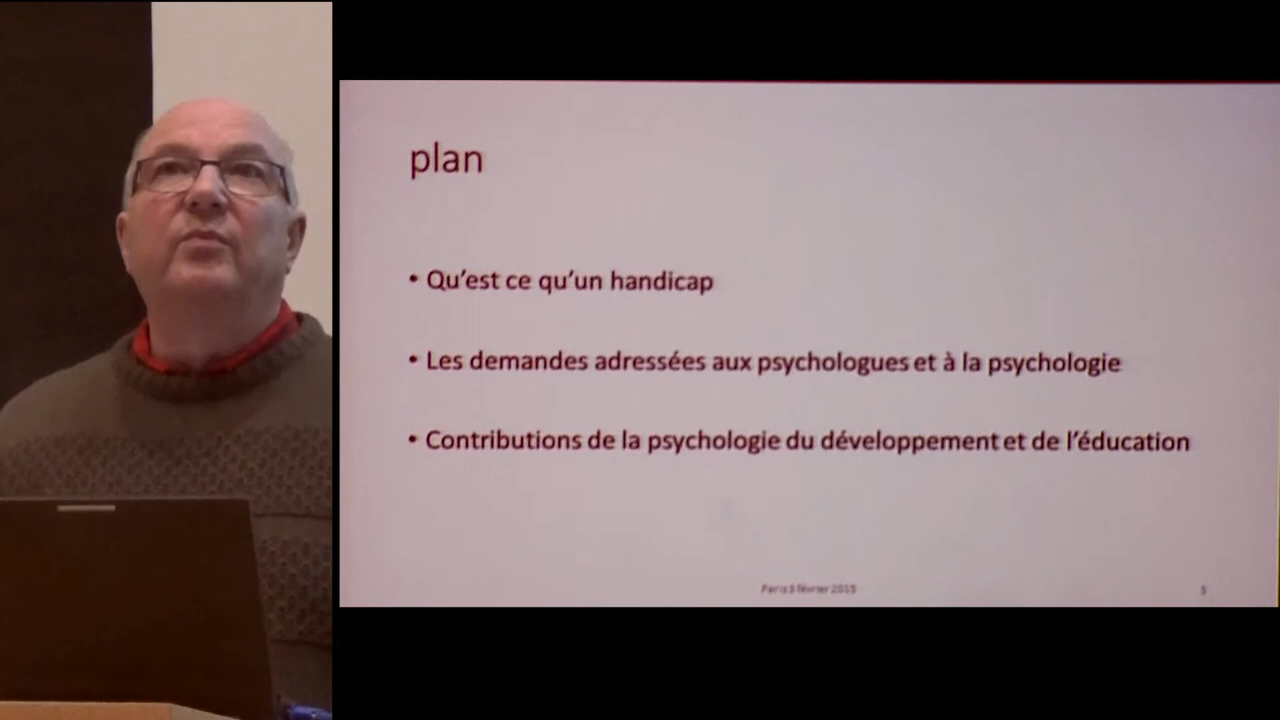 plan
• Qu’est ce qu’un handicap
• Les demandes adressées aux psychologues et à la psychologie
• Contributions de la psychologie du développement et de l’éducation
Paris février 2015